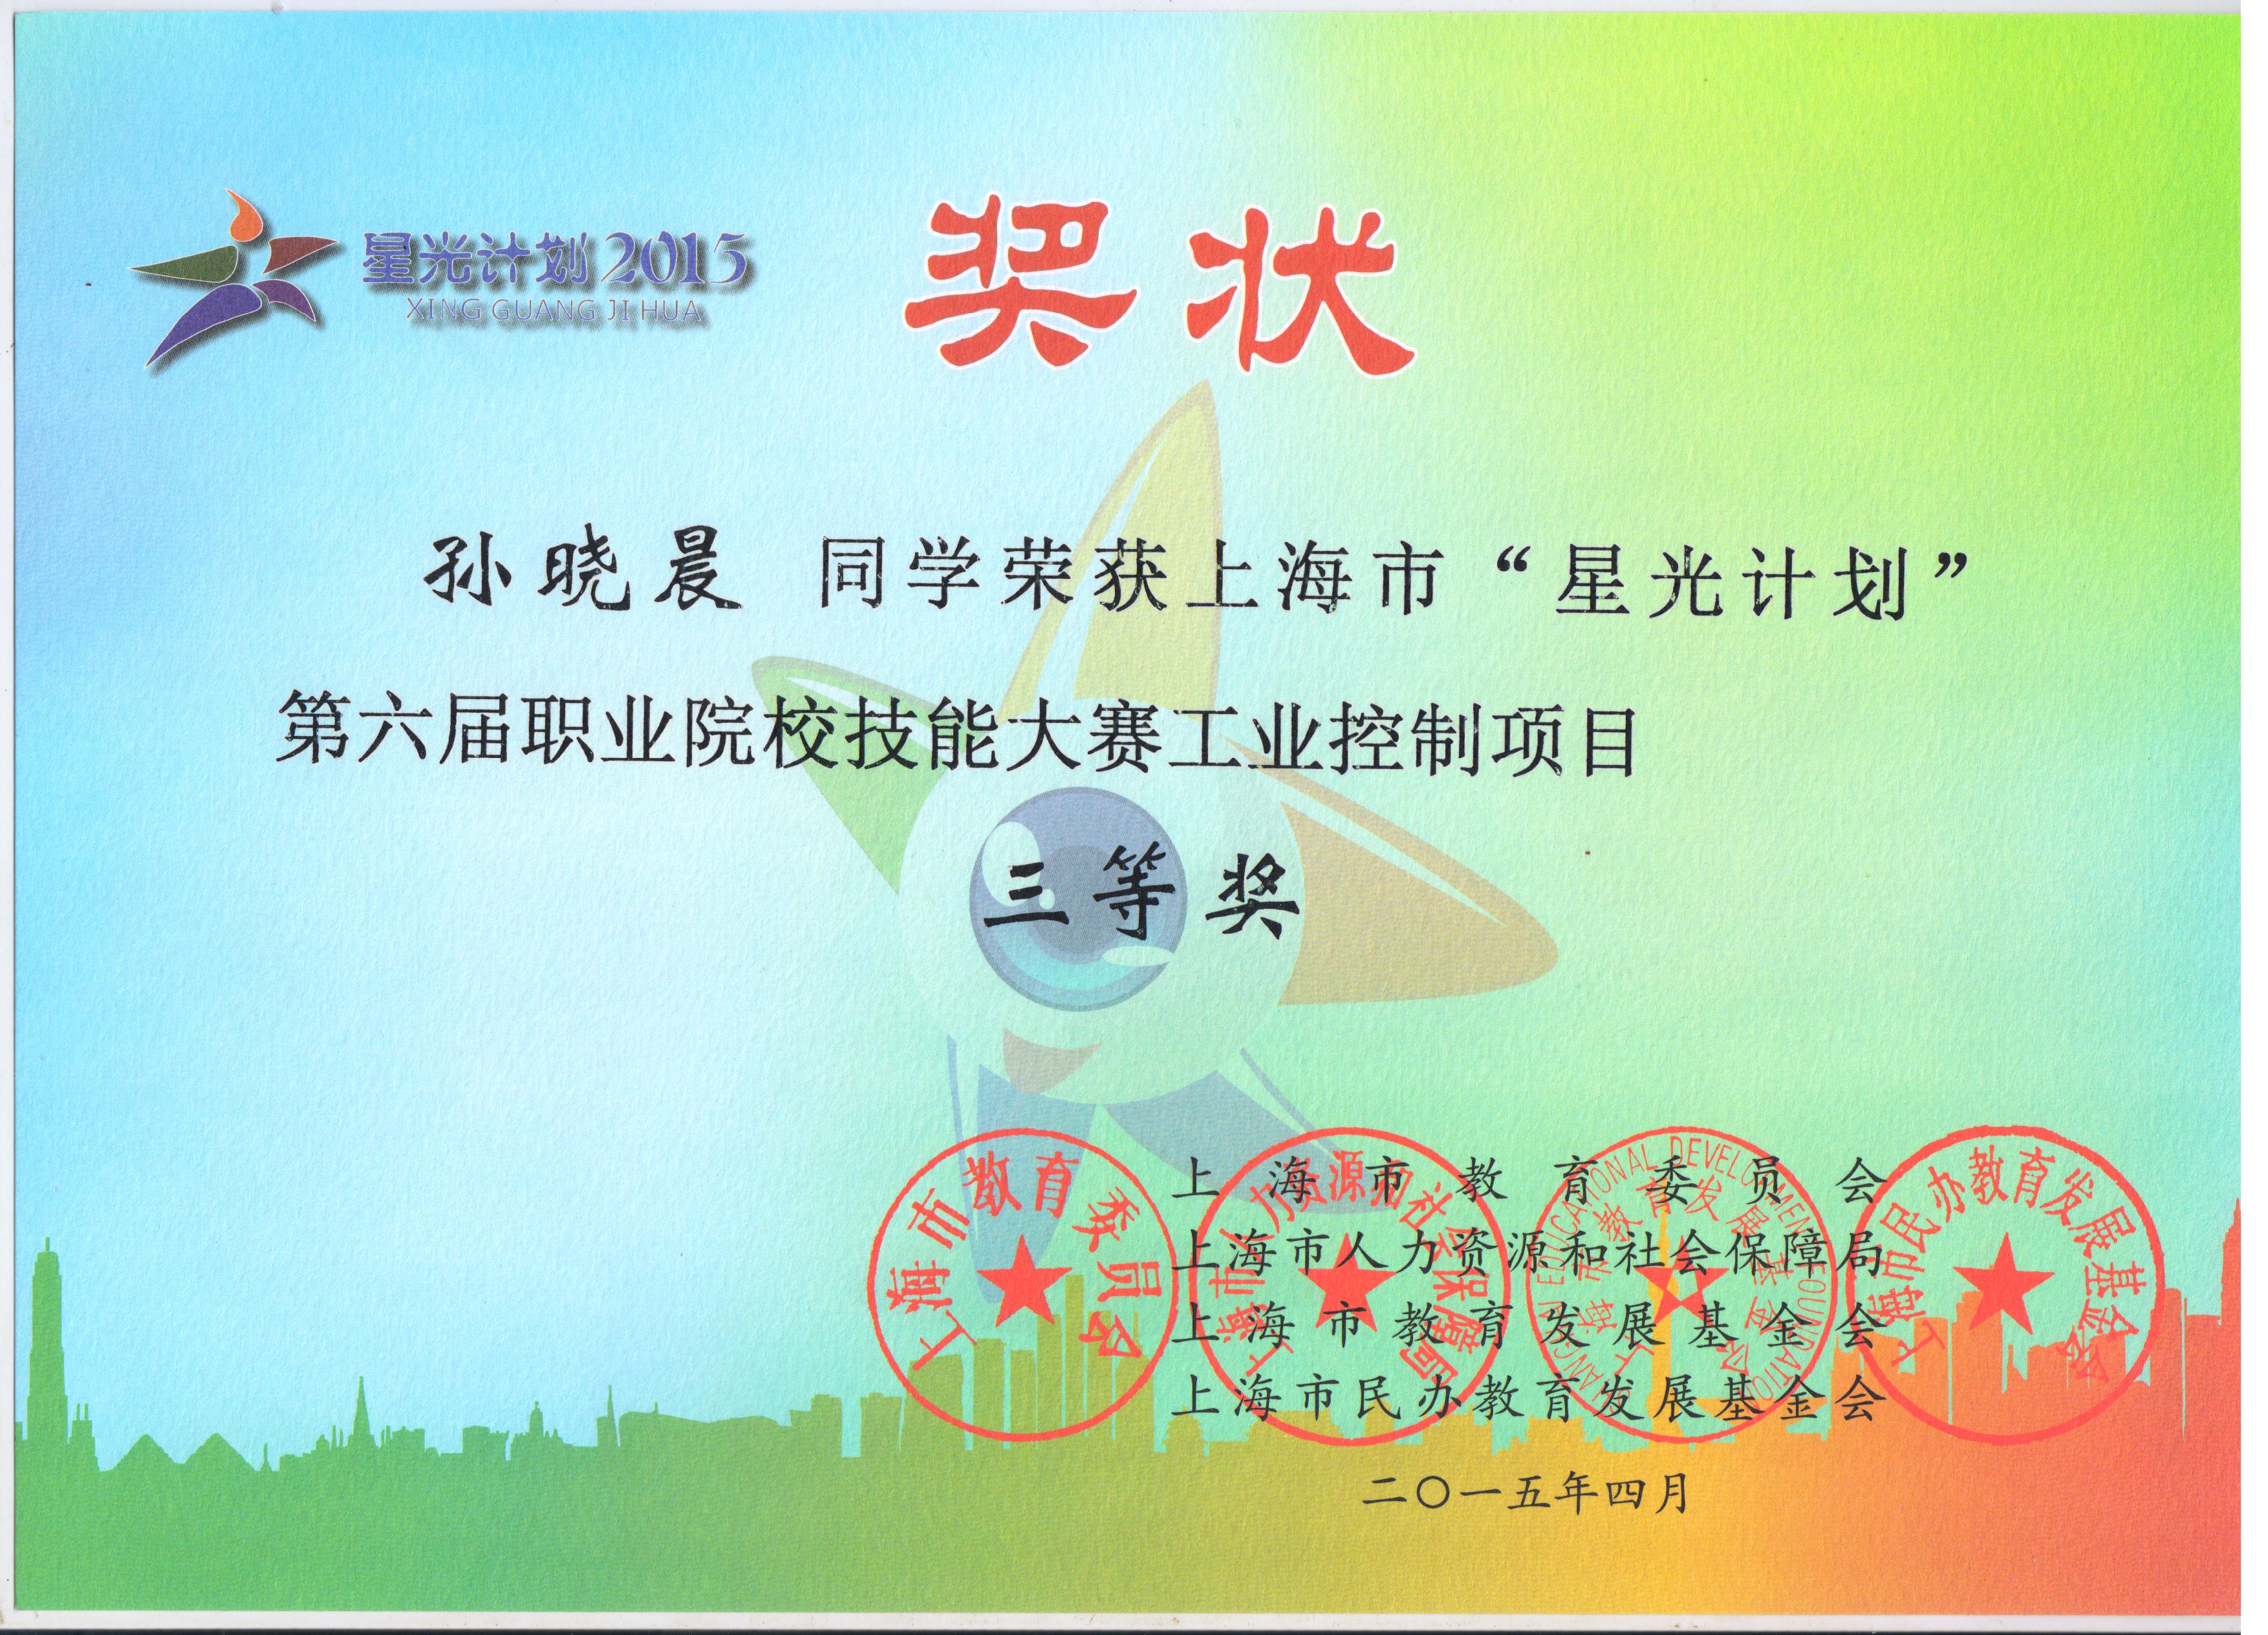 星光计划2015
XING GUANG JI HUA
奖状
孙晓晨 同学荣获上海市“星光计划”
第六届职业院校技能大赛工业控制项目
三等奖
上海市教育委员会
上海市人力资源和社会保障局
上海市教育发展基金会
上海市民办教育发展基金会
二〇一五年四月
上海市教育委员会
上海市人力资源和社会保障局
EDUCATIONAL DEVELOPMENT FOUNDATION
上海市教育发展基金会
上海市民办教育发展基金会